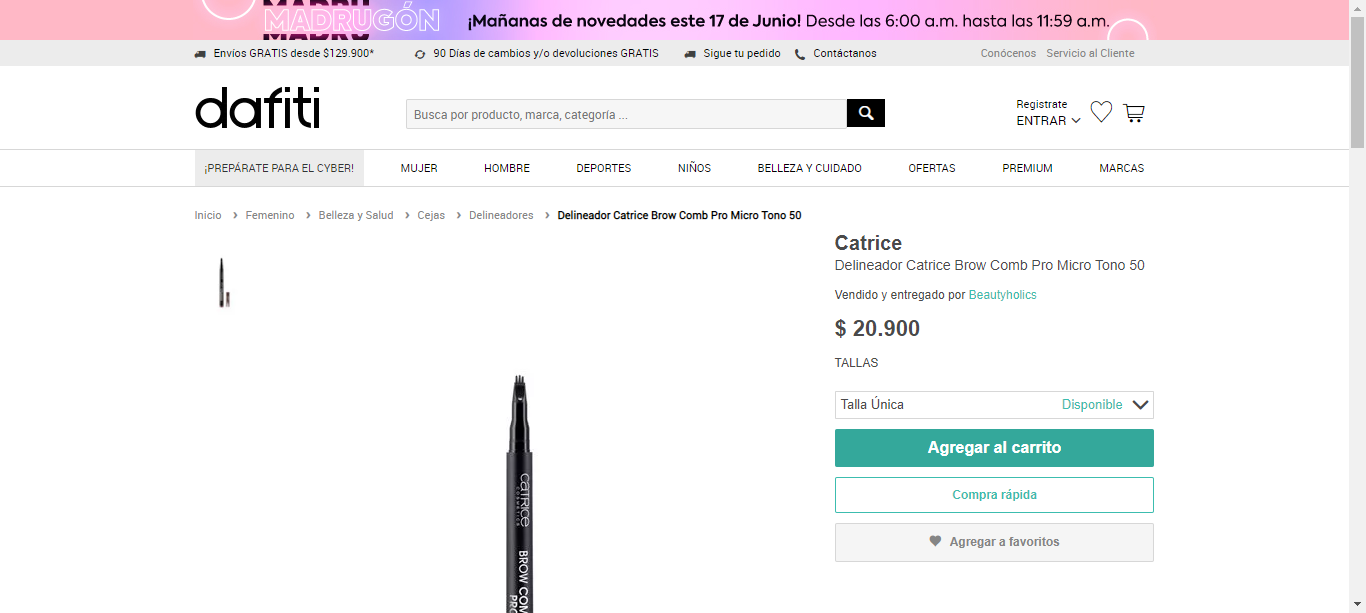 MADRU
MADRUGÓN
MADRU
¡Mañanas de novedades este 17 de Junio! Desde las 6:00 a.m. hasta las 11:59 a.m.
Envíos GRATIS desde $129.900*
90 Días de cambios y/o devoluciones GRATIS
Sigue tu pedido
Contáctanos
Conócenos
Servicio al Cliente
dafiti
Busca por producto, marca, categoría ...
Registrate
ENTRAR
¡PREPÁRATE PARA EL CYBER!
MUJER
HOMBRE
DEPORTES
NIÑOS
BELLEZA Y CUIDADO
OFERTAS
PREMIUM
MARCAS
Inicio > Femenino > Belleza y Salud > Cejas > Delineadores > Delineador Catrice Brow Comb Pro Micro Tono 50
Catrice
Delineador Catrice Brow Comb Pro Micro Tono 50
Vendido y entregado por Beautyholics
$ 20.900
TALLAS
Talla Única Disponible
Agregar al carrito
Compra rápida
Agregar a favoritos
CATRICE
COSMETICS
BROW COM
PRO